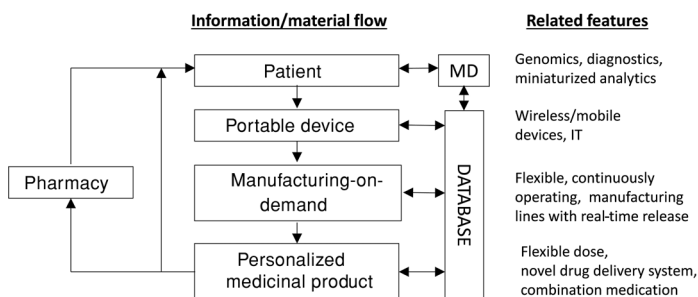 Information/material flow
Related features
Patient
MD
Genomics, diagnostics,
miniaturized analytics
Portable device
Wireless/mobile
devices, IT
Pharmacy
Manufacturing-on-
demand
DATABASE
Flexible, continuously
operating, manufacturing
lines with real-time release
Personalized
medicinal product
Flexible dose,
novel drug delivery system,
combination medication